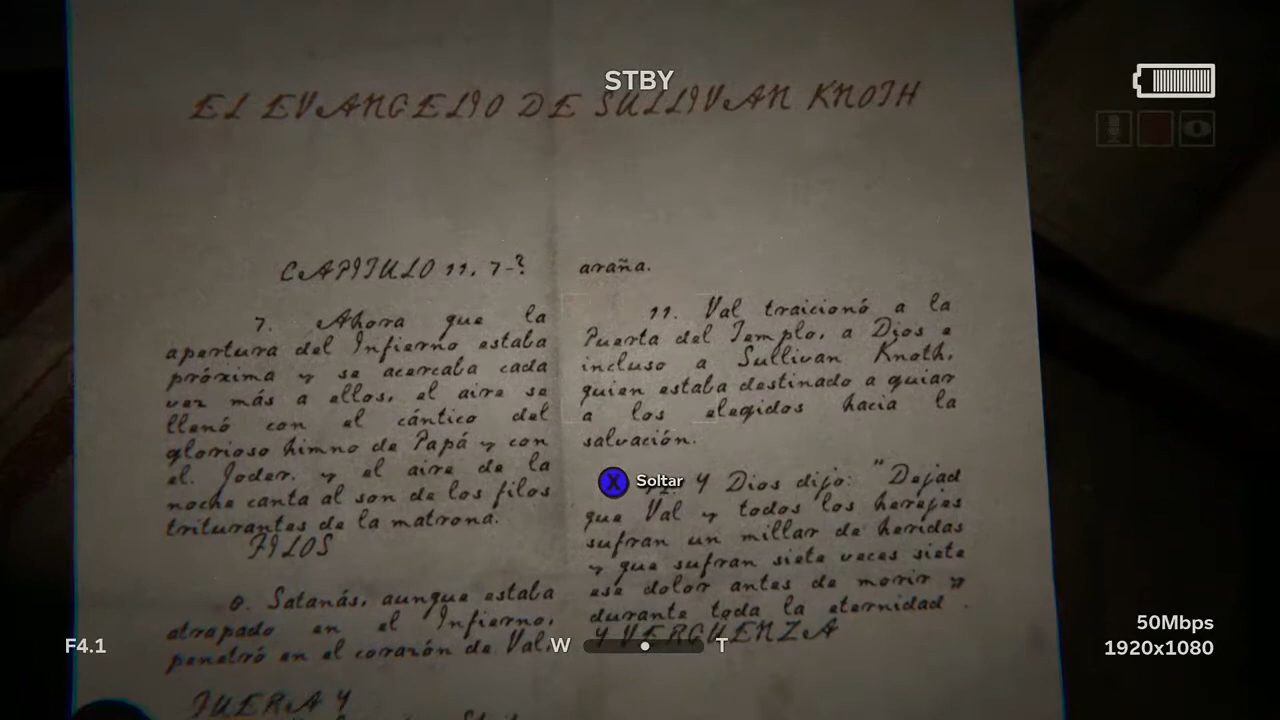 STBY
EL EVANGELIO DE SULLIVAN KNOTH
CAPITULO 11. 7-?
7. Ahora que la
apertura del Infierno estaba
próxima y se acercaba cada
vez más a ellos, el aire se
llenó con el cántico del
glorioso himno de Papá y con
el. Joder. y el aire de la
noche canta al son de los filos
triturantes de la matrona.
FILOS
8. Satanás, aunque estaba
atrapado en el Infierno,
penetró en el corazón de Val.
FUERA Y
araña.
11. Val traicionó a la
Puerta del Templo, a Dios e
incluso a Sullivan Knoth,
quien estaba destinado a guiar
a los elegidos hacia la
salvación.
X Soltar
Y Dios dijo: "Dejad
que Val y todos los herejes
sufran un millar de heridas
y que sufran siete veces siete
ese dolor antes de morir y
durante toda la eternidad".
Y VERGUENZA
F4.1
W T
50Mbps
1920x1080